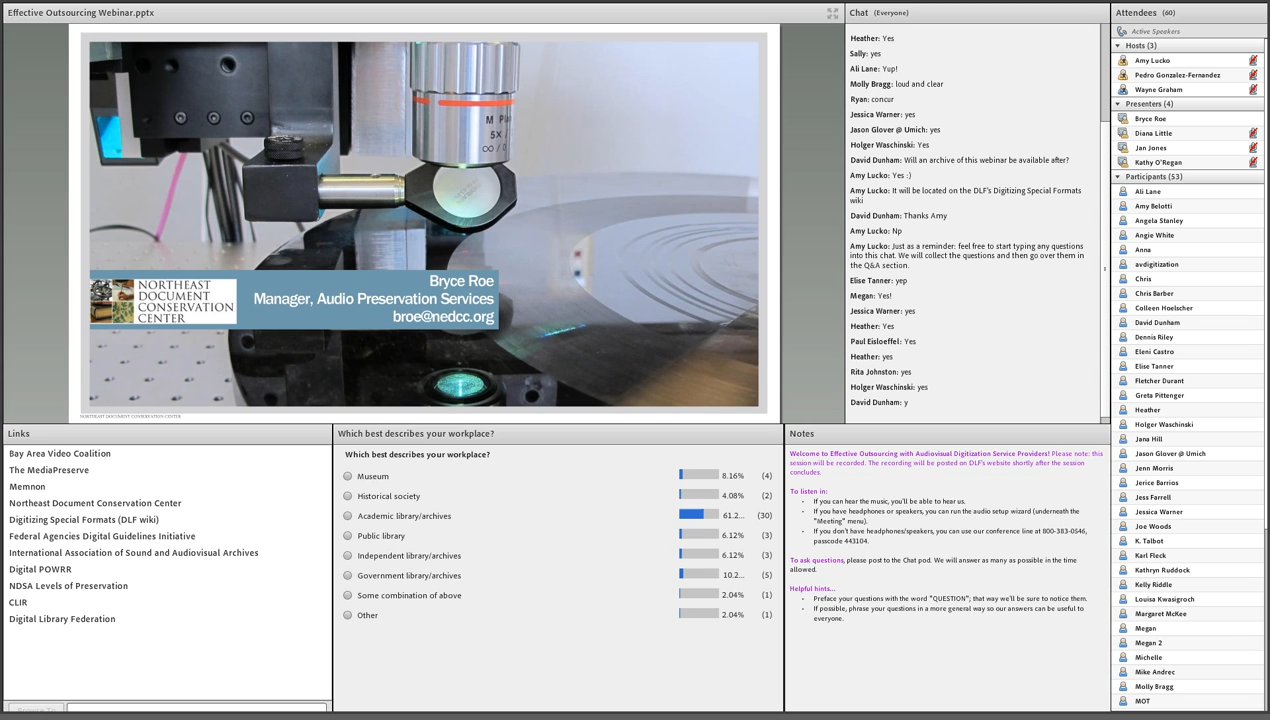 Effective Outsourcing Webinar.pptx
M Pla
5X /
∞ / 0
NORTHEAST
DOCUMENT
CONSERVATION
CENTER
Bryce Roe
Manager, Audio Preservation Services
broe@nedcc.org
NORTHEAST DOCUMENT CONSERVATION CENTER
Chat (Everyone)
Heather: Yes
Sally: yes
Ali Lane: Yup!
Molly Bragg: loud and clear
Ryan: concur
Jessica Warner: yes
Jason Glover @ Umich: yes
Holger Waschinski: Yes
David Dunham: Will an archive of this webinar be available after?
Amy Lucko: Yes :)
Amy Lucko: It will be located on the DLF's Digitizing Special Formats
wiki
David Dunham: Thanks Amy
Amy Lucko: Np
Amy Lucko: Just as a reminder: feel free to start typing any questions
into this chat. We will collect the questions and then go over them in
the Q&A section.
Elise Tanner: yep
Megan: Yes!
Jessica Warner: yes
Heather: Yes
Paul Eisloeffel: Yes
Heather: yes
Rita Johnston: yes
Holger Waschinski: yes
David Dunham: y
Attendees (60)
Active Speakers
Hosts (3)
Amy Lucko
Pedro Gonzalez-Fernandez
Wayne Graham
Presenters (4)
Bryce Roe
Diana Little
Jan Jones
Kathy O'Regan
Participants (53)
Ali Lane
Amy Belotti
Angela Stanley
Angie White
Anna
avdigitization
Chris
Chris Barber
Colleen Hoelscher
David Dunham
Dennis Riley
Eleni Castro
Elise Tanner
Fletcher Durant
Greta Pittenger
Heather
Holger Waschinski
Jana Hill
Jason Glover @ Umich
Jenn Morris
Jerice Barrios
Jess Farrell
Jessica Warner
Joe Woods
K. Talbot
Karl Fleck
Kathryn Ruddock
Kelly Riddle
Louisa Kwasigroch
Margaret McKee
Megan
Megan 2
Michelle
Mike Andrec
Molly Bragg
MOT
Links
Bay Area Video Coalition
The MediaPreserve
Memnon
Northeast Document Conservation Center
Digitizing Special Formats (DLF wiki)
Federal Agencies Digital Guidelines Initiative
International Association of Sound and Audiovisual Archives
Digital POWRR
NDSA Levels of Preservation
CLIR
Digital Library Federation
Browse To
Which best describes your workplace?
Which best describes your workplace?
Museum 8.16% (4)
Historical society 4.08% (2)
Academic library/archives 61.2... (30)
Public library 6.12% (3)
Independent library/archives 6.12% (3)
Government library/archives 10.2... (5)
Some combination of above 2.04% (1)
Other 2.04% (1)
Notes
Welcome to Effective Outsourcing with Audiovisual Digitization Service Providers! Please note: this
session will be recorded. The recording will be posted on DLF's website shortly after the session
concludes.
To listen in:
• If you can hear the music, you'll be able to hear us.
• If you have headphones or speakers, you can run the audio setup wizard (underneath the
"Meeting" menu).
• If you don't have headphones/speakers, you can use our conference line at 800-383-0546,
passcode 443104.
To ask questions, please post to the Chat pod. We will answer as many as possible in the time
allowed.
Helpful hints...
• Preface your questions with the word "QUESTION"; that way we'll be sure to notice them.
• If possible, phrase your questions in a more general way so our answers can be useful to
everyone.